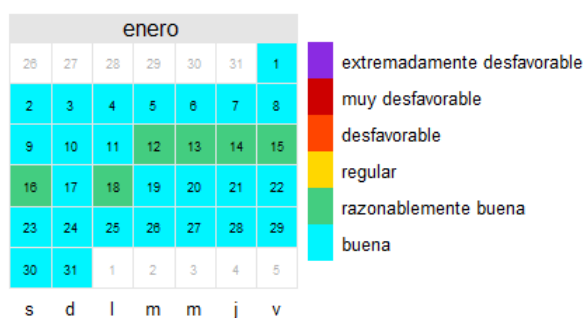 enero
26 27 28 29 30 31 1
2 3 4 5 6 7 8
9 10 11 12 13 14 15
16 17 18 19 20 21 22
23 24 25 26 27 28 29
30 31 1 2 3 4 5
s d l m m j v
extremadamente desfavorable
muy desfavorable
desfavorable
regular
razonablemente buena
buena